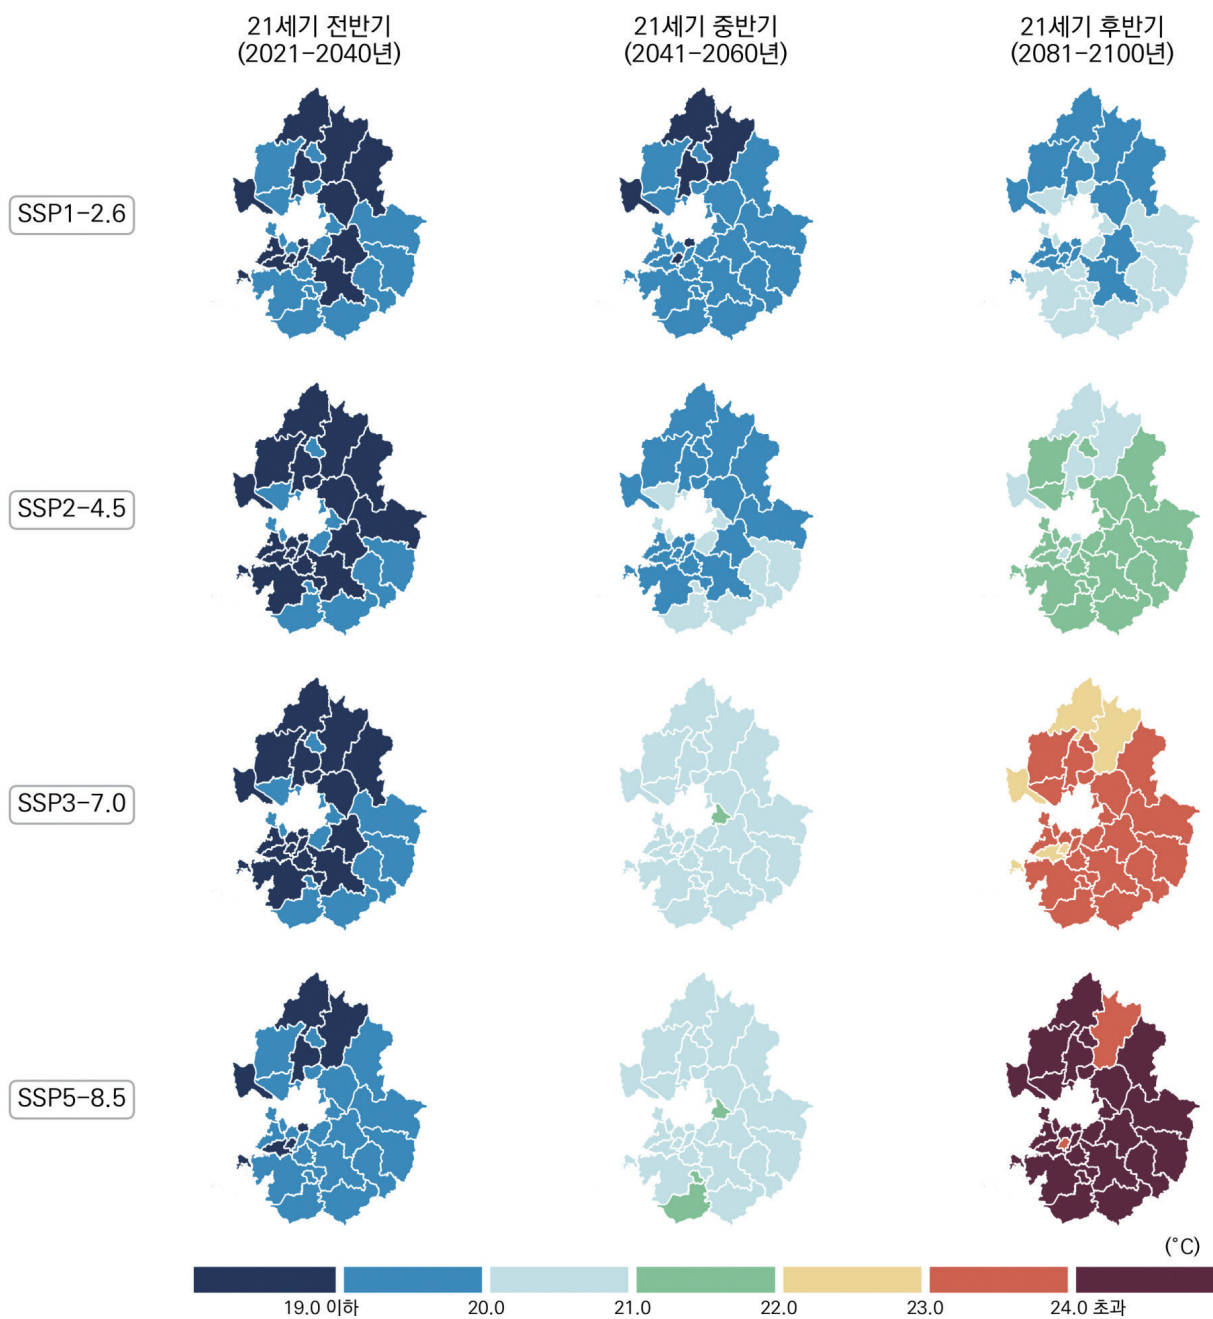 21세기 전반기
(2021-2040년)
21세기 중반기
(2041-2060년)
21세기 후반기
(2081-2100년)
SSP1-2.6
SSP2-4.5
SSP3-7.0
SSP5-8.5
(°C)
19.0 이하
20.0
21.0
22.0
23.0
24.0 초과